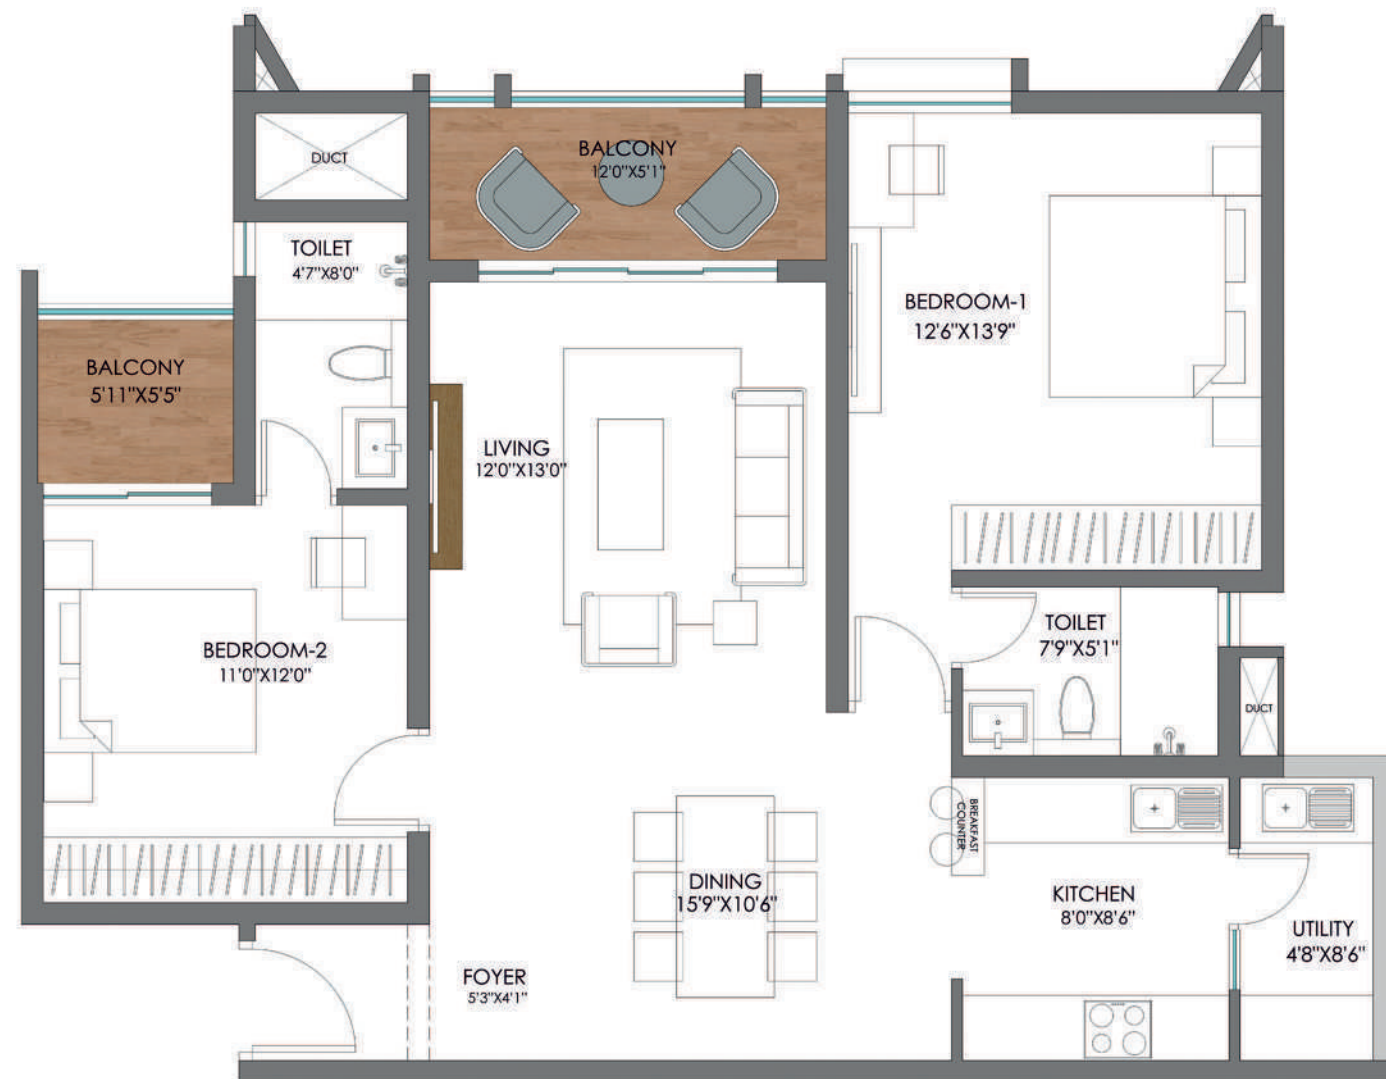 DUCT
BALCONY
12'0"X5'1"
TOILET
4'7"X8'0"
BEDROOM-1
12'6"X13'9"
BALCONY
5'11"X5'5"
LIVING
12'0"X13'0"
BEDROOM-2
11'0"X12'0"
TOILET
7'9"X5'1"
DUCT
BREAKFAST
COUNTER
DINING
15'9"X10'6"
KITCHEN
8'0"X8'6"
UTILITY
4'8"X8'6"
FOYER
5'3"X4'1"